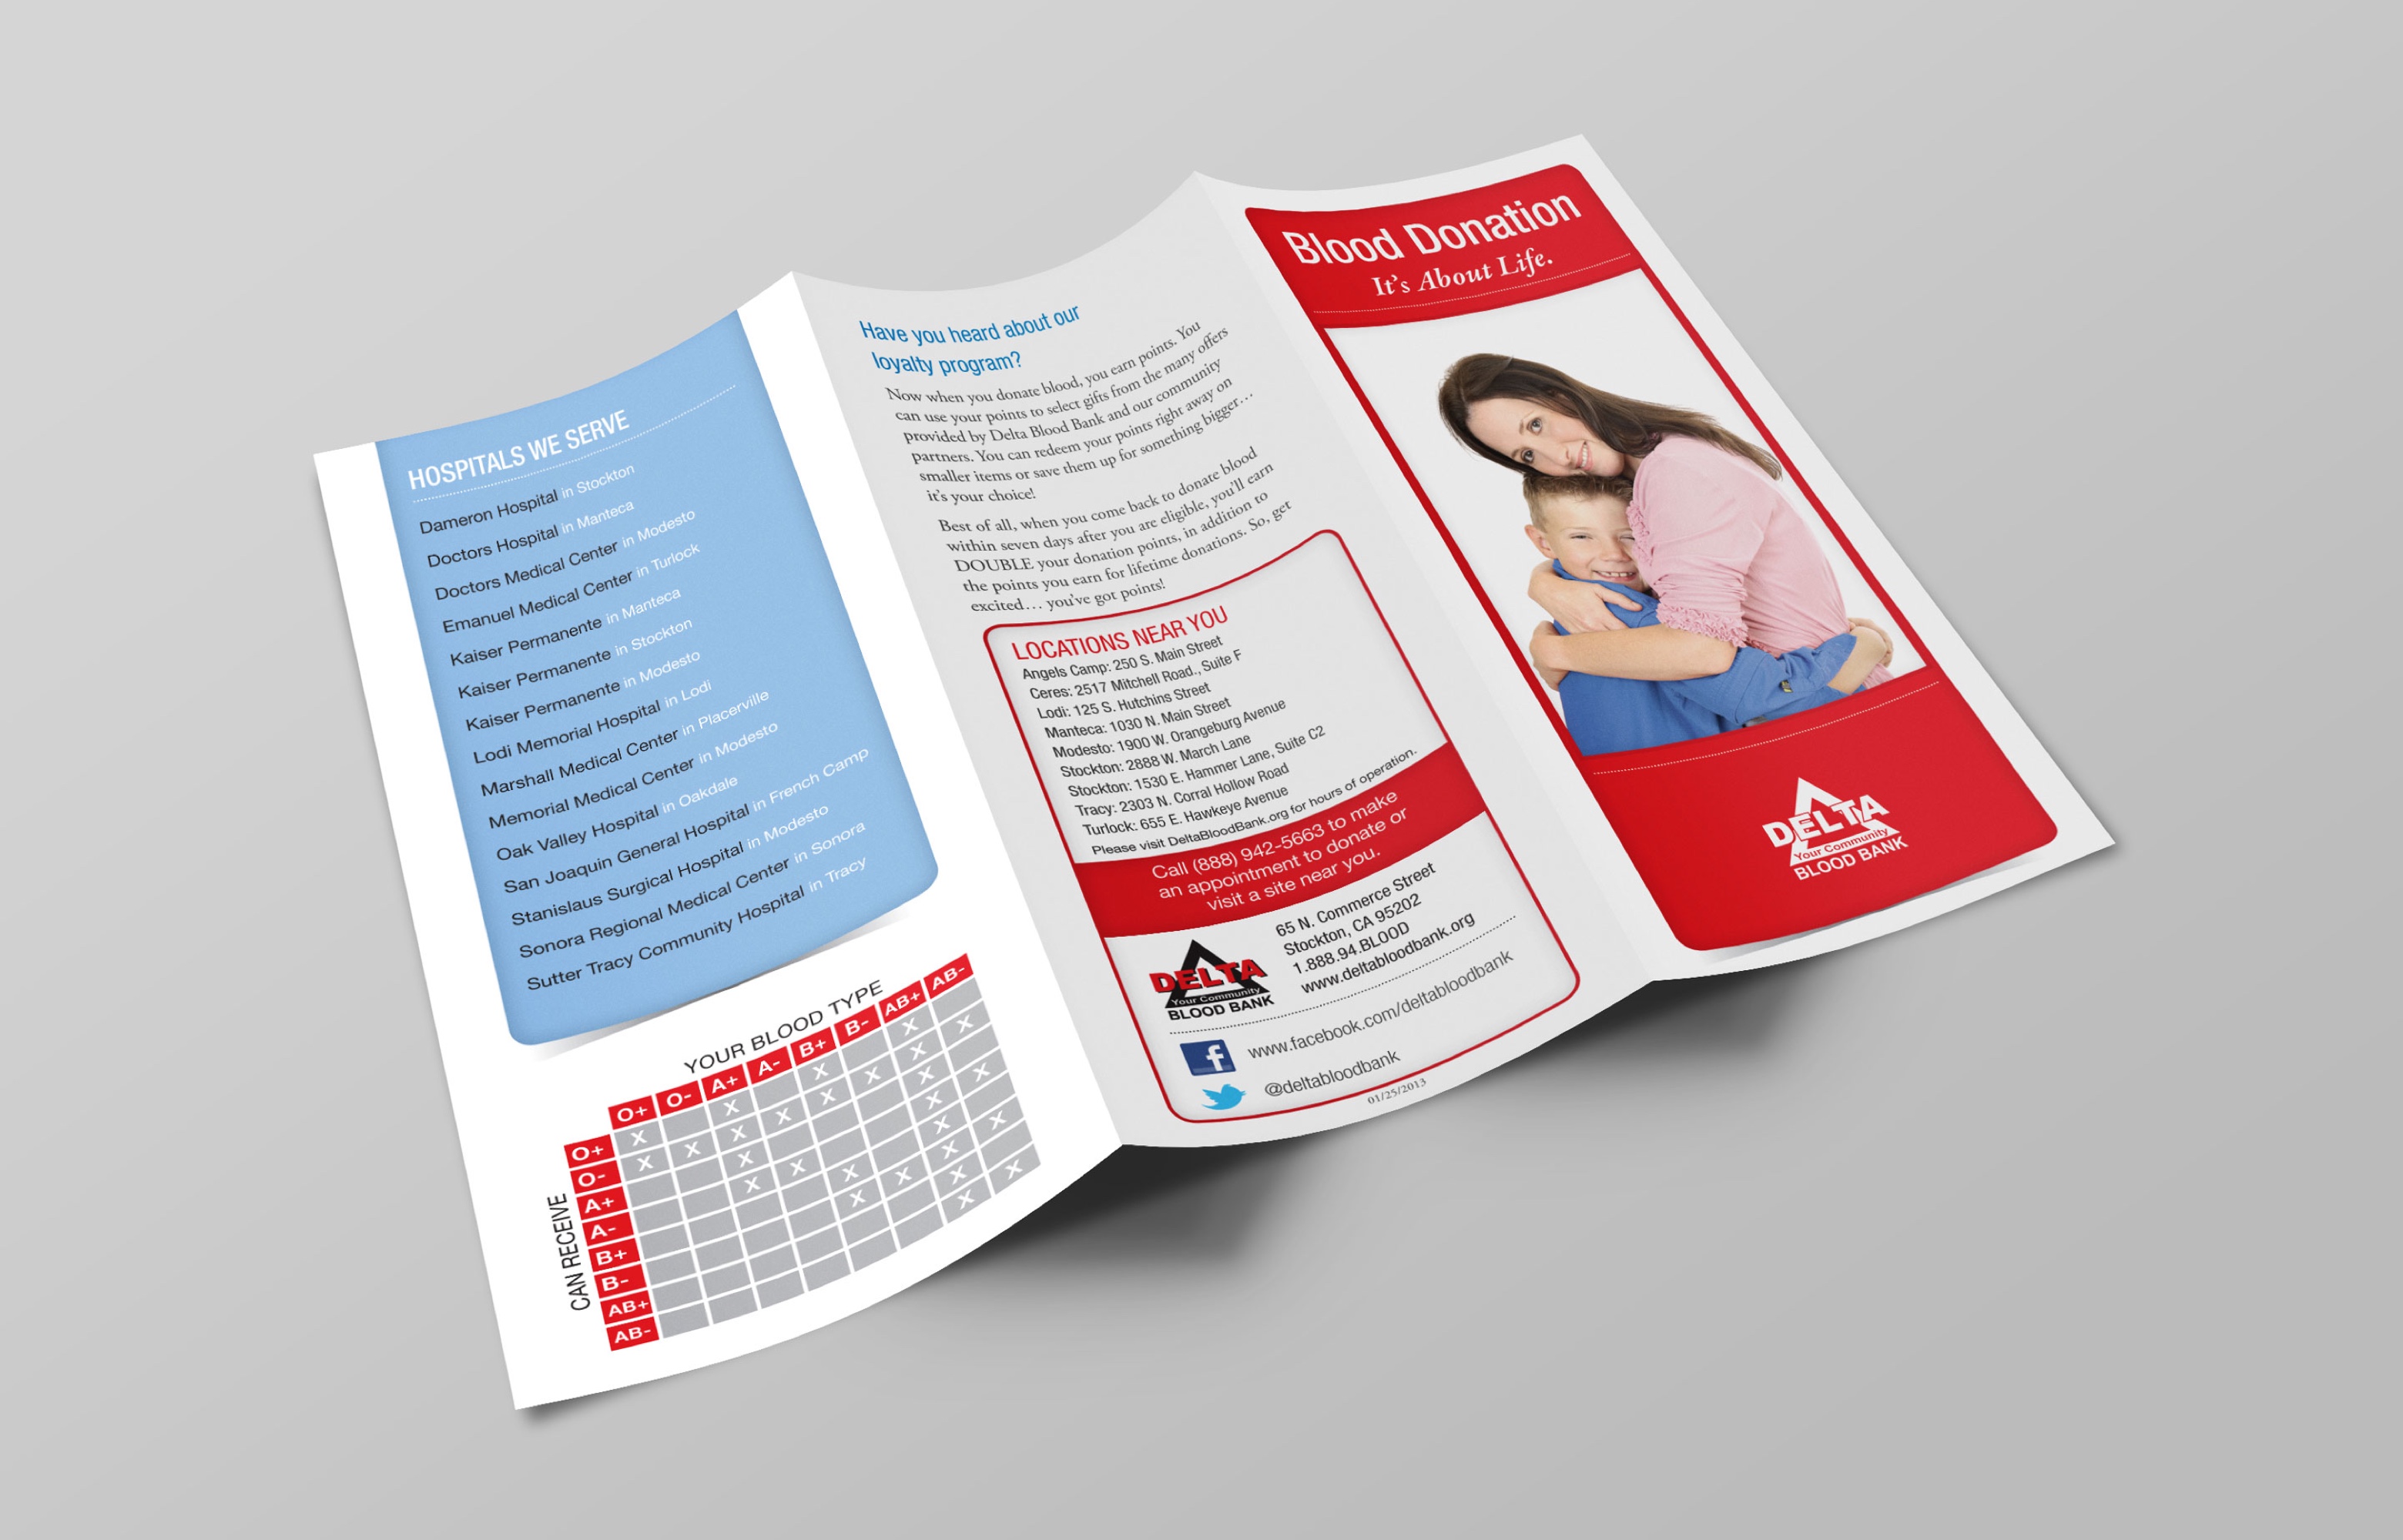 HOSPITALS WE SERVE
Dameron Hospital in Stockton
Doctors Hospital in Manteca
Doctors Medical Center in Modesto
Emanuel Medical Center in Turlock
Kaiser Permanente in Manteca
Kaiser Permanente in Stockton
Kaiser Permanente in Modesto
Lodi Memorial Hospital in Lodi
Marshall Medical Center in Placerville
Memorial Medical Center in Modesto
Oak Valley Hospital in Oakdale
San Joaquin General Hospital in French Camp
Stanislaus Surgical Hospital in Modesto
Sonora Regional Medical Center in Sonora
Sutter Tracy Community Hospital in Tracy
YOUR BLOOD TYPE
O+ O- A+ A- B+ B- AB+ AB-
CAN RECEIVE
O+ X X X X
O- X X X X X X X X
A+ X X
A- X X X X
B+ X X
B- X X X X
AB+ X
AB- X X
Have you heard about our
loyalty program?
Now when you donate blood, you earn points. You
can use your points to select gifts from the many offers
provided by Delta Blood Bank and our community
partners. You can redeem your points right away on
smaller items or save them up for something bigger…
it's your choice!
Best of all, when you come back to donate blood
within seven days after you are eligible, you'll earn
DOUBLE your donation points, in addition to
the points you earn for lifetime donations. So, get
excited… you've got points!
LOCATIONS NEAR YOU
Angels Camp: 250 S. Main Street
Ceres: 2517 Mitchell Road., Suite F
Lodi: 125 S. Hutchins Street
Manteca: 1030 N. Main Street
Modesto: 1900 W. Orangeburg Avenue
Stockton: 2888 W. March Lane
Stockton: 1530 E. Hammer Lane, Suite C2
Tracy: 2303 N. Corral Hollow Road
Turlock: 655 E. Hawkeye Avenue
Please visit DeltaBloodBank.org for hours of operation.
Call (888) 942-5663 to make
an appointment to donate or
visit a site near you.
DELTA
Your Community
BLOOD BANK
65 N. Commerce Street
Stockton, CA 95202
1.888.94.BLOOD
www.deltabloodbank.org
f www.facebook.com/deltabloodbank
@deltabloodbank
01/25/2013
Blood Donation
It's About Life.
DELTA
Your Community
BLOOD BANK